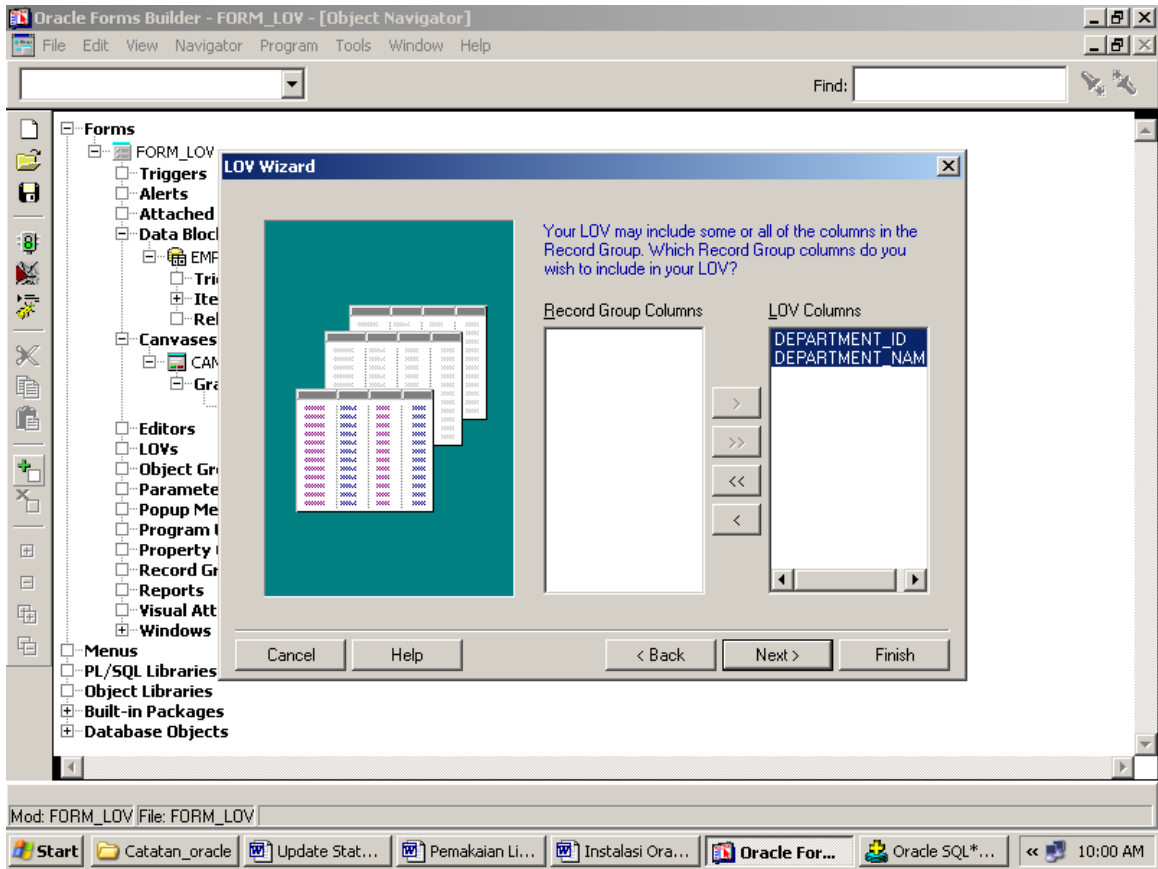 Oracle Forms Builder - FORM_LOV - [Object Navigator]
File Edit View Navigator Program Tools Window Help
Find:
Forms
FORM_LOV
Triggers
Alerts
Attached
Data Bloc
EMP
Tri
Ite
Rel
Canvases
CAN
Gra
Editors
LOVs
Object Gr
Paramete
Popup Me
Program
Property
Record Gr
Reports
Visual Att
Windows
Menus
PL/SQL Libraries
Object Libraries
Built-in Packages
Database Objects
LOV Wizard
Your LOV may include some or all of the columns in the
Record Group. Which Record Group columns do you
wish to include in your LOV?
Record Group Columns LOV Columns
DEPARTMENT_ID
DEPARTMENT_NAM
>
>>
<<
<
Cancel Help < Back Next > Finish
Mod: FORM_LOV File: FORM_LOV
Start Catatan_oracle Update Stat... Pemakaian Li... Instalasi Ora... Oracle For... Oracle SQL*... << 10:00 AM